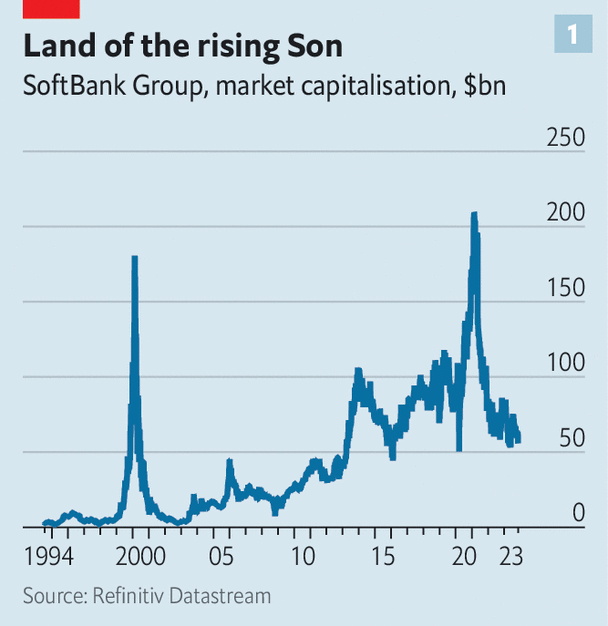 Land of the rising Son
1
SoftBank Group, market capitalisation, $bn
250
200
150
100
50
0
1994 2000 05 10 15 20 23
Source: Refinitiv Datastream